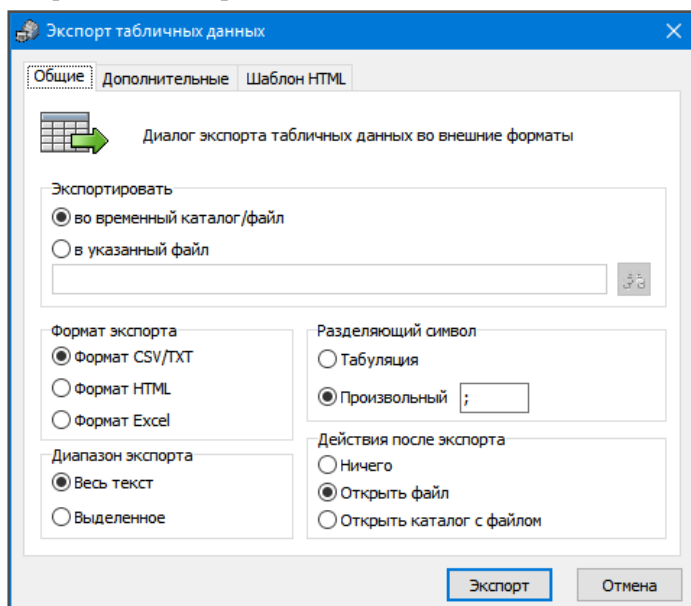 Экспорт табличных данных
Общие Дополнительные Шаблон HTML
Диалог экспорта табличных данных во внешние форматы
Экспортировать
во временный каталог/файл
в указанный файл
Формат экспорта
Формат CSV/TXT
Формат HTML
Формат Excel
Разделяющий символ
Табуляция
Произвольный ;
Диапазон экспорта
Весь текст
Выделенное
Действия после экспорта
Ничего
Открыть файл
Открыть каталог с файлом
Экспорт Отмена